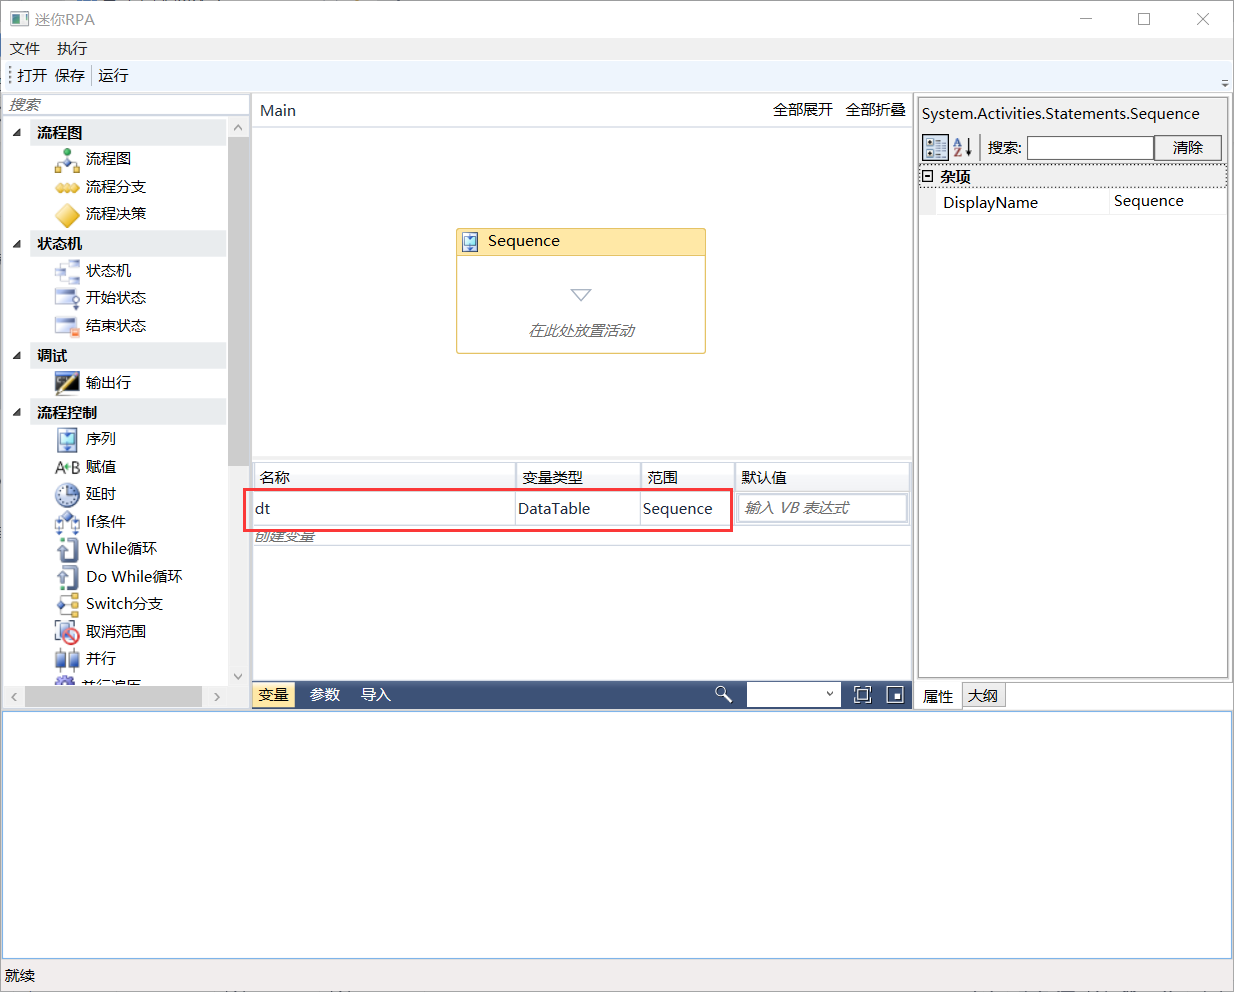 迷你RPA
文件 执行
打开 保存 运行
搜索
流程图
流程图
流程分支
流程决策
状态机
状态机
开始状态
结束状态
调试
输出行
流程控制
序列
A←B 赋值
延时
If条件
While循环
Do While循环
Switch分支
取消范围
并行
并行遍历
Main 全部展开 全部折叠
Sequence
在此处放置活动
名称 变量类型 范围 默认值
dt DataTable Sequence 输入 VB 表达式
创建变量
变量 参数 导入
System.Activities.Statements.Sequence
搜索: 清除
杂项
DisplayName Sequence
属性 大纲
就绪